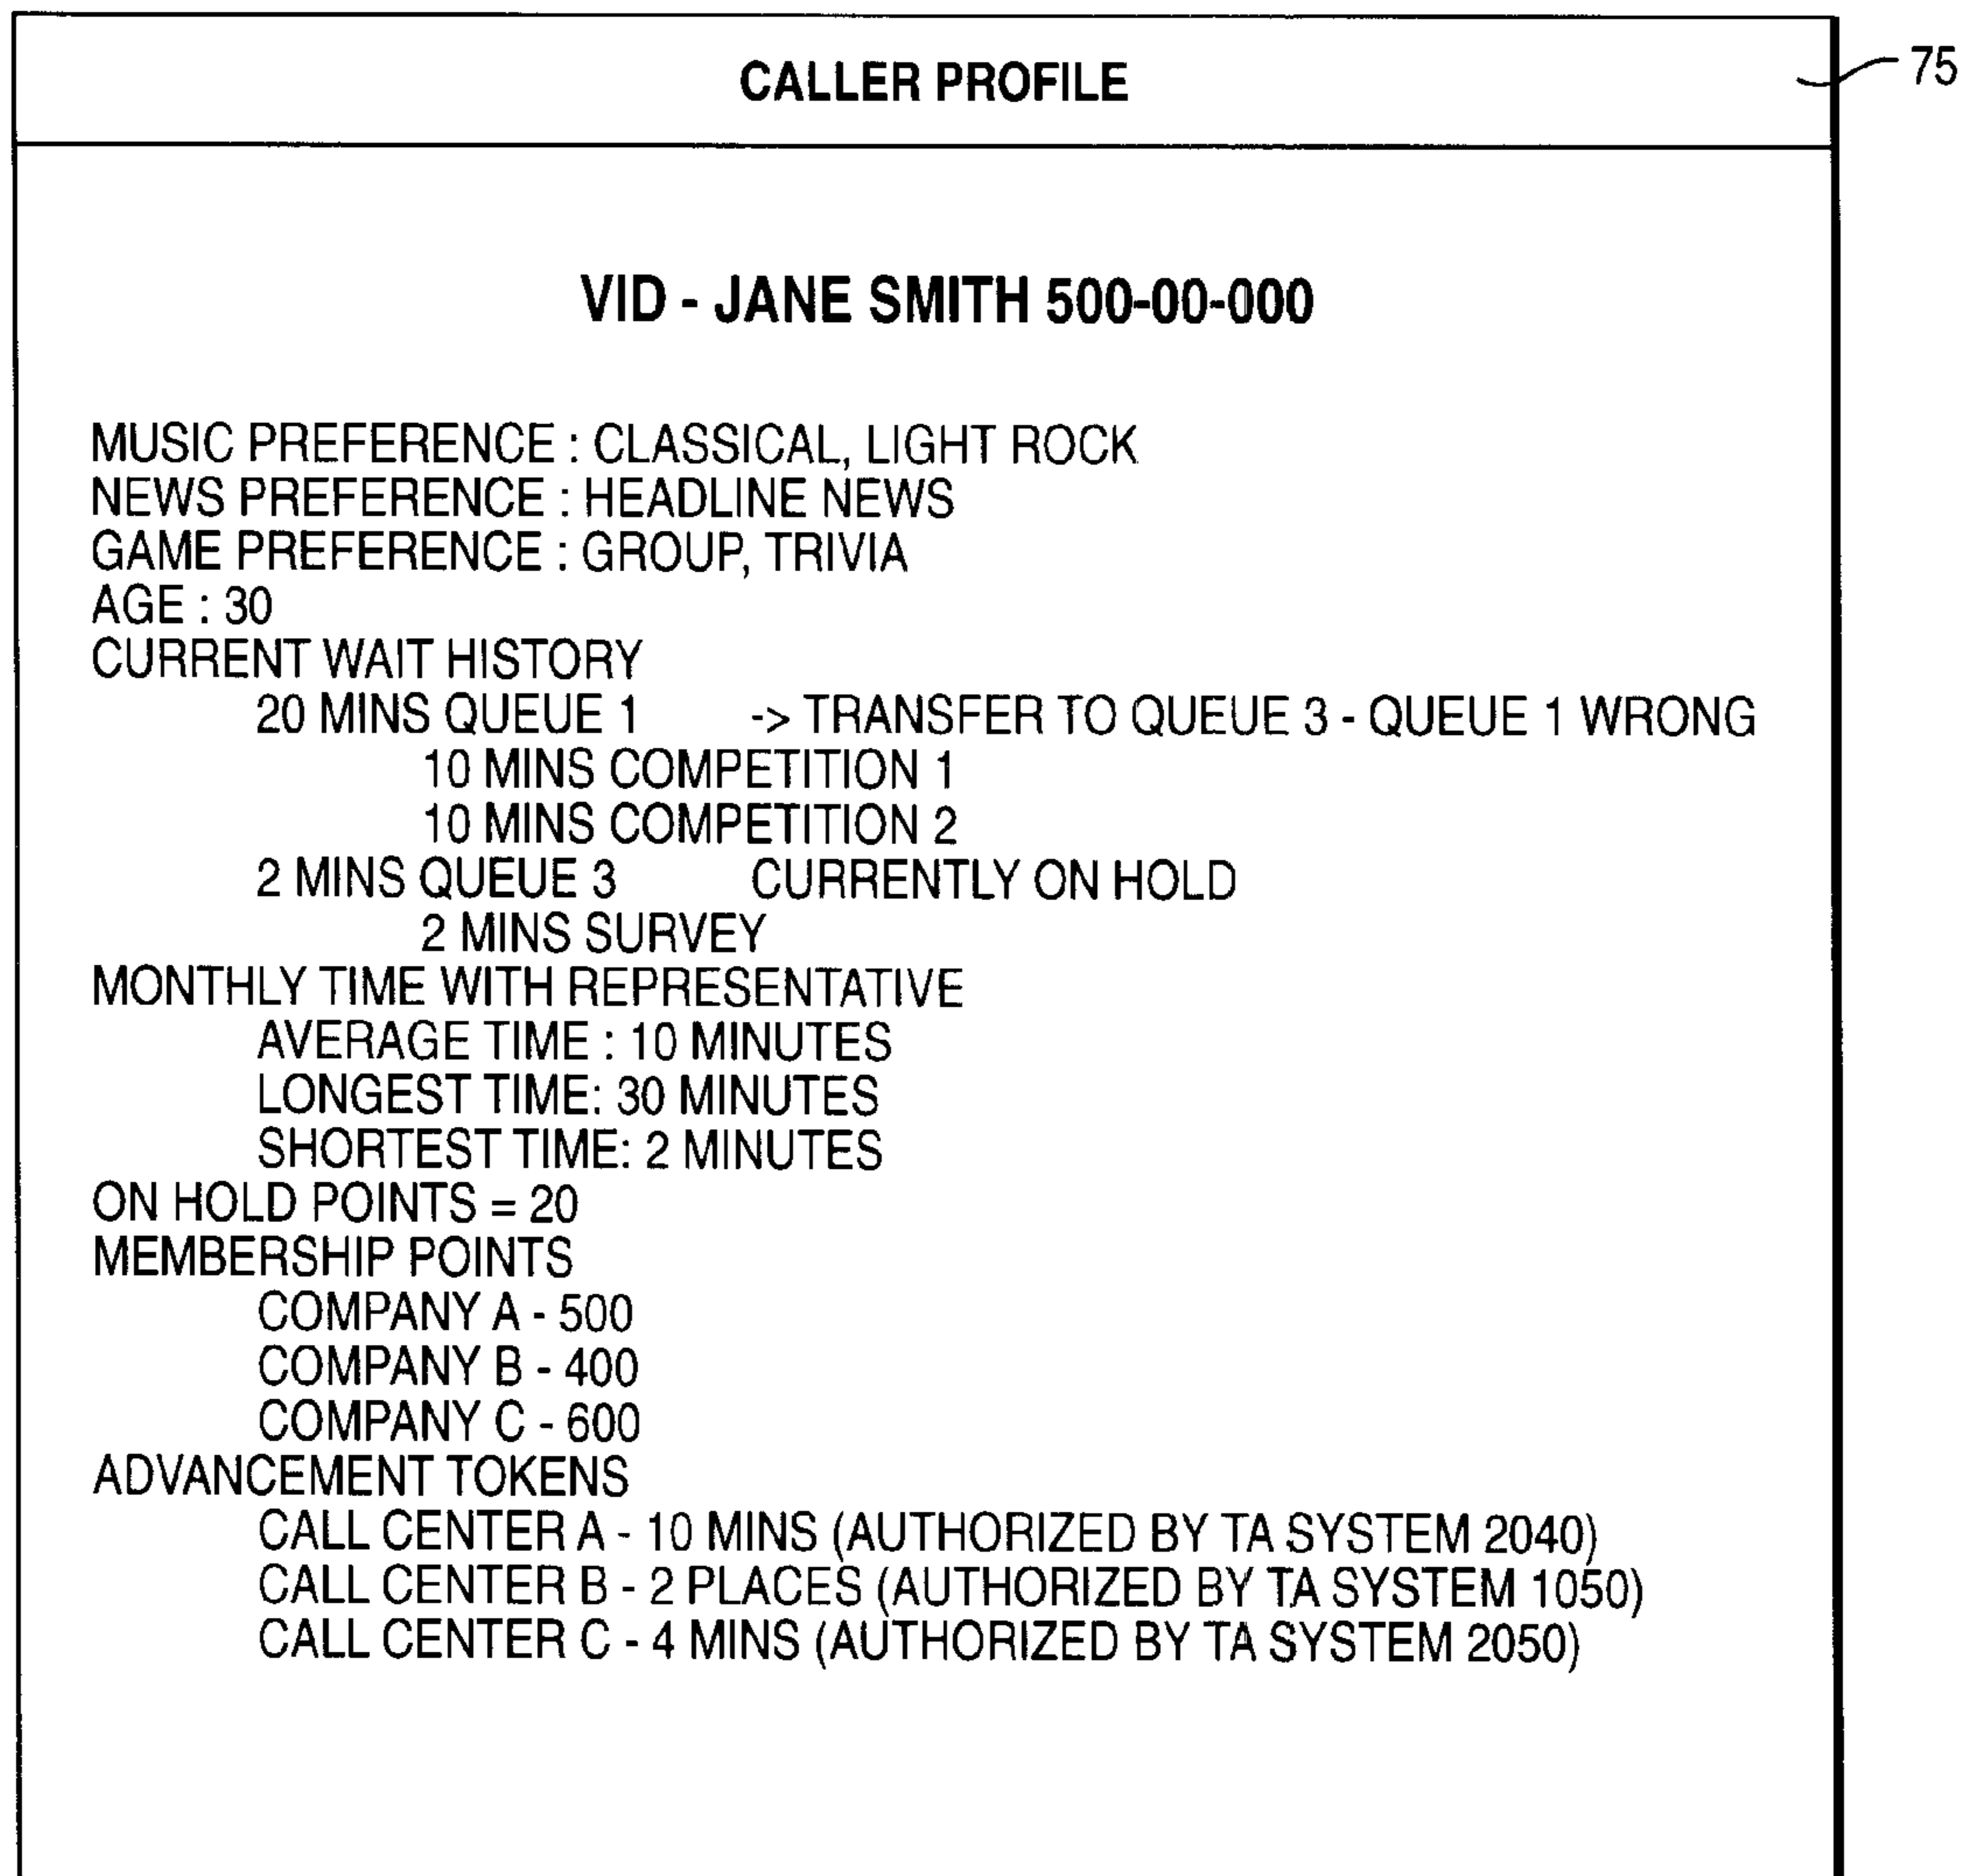 CALLER PROFILE
75
VID - JANE SMITH 500-00-000
MUSIC PREFERENCE : CLASSICAL, LIGHT ROCK
NEWS PREFERENCE : HEADLINE NEWS
GAME PREFERENCE : GROUP, TRIVIA
AGE : 30
CURRENT WAIT HISTORY
20 MINS QUEUE 1 -> TRANSFER TO QUEUE 3 - QUEUE 1 WRONG
10 MINS COMPETITION 1
10 MINS COMPETITION 2
2 MINS QUEUE 3 CURRENTLY ON HOLD
2 MINS SURVEY
MONTHLY TIME WITH REPRESENTATIVE
AVERAGE TIME : 10 MINUTES
LONGEST TIME: 30 MINUTES
SHORTEST TIME: 2 MINUTES
ON HOLD POINTS = 20
MEMBERSHIP POINTS
COMPANY A - 500
COMPANY B - 400
COMPANY C - 600
ADVANCEMENT TOKENS
CALL CENTER A - 10 MINS (AUTHORIZED BY TA SYSTEM 2040)
CALL CENTER B - 2 PLACES (AUTHORIZED BY TA SYSTEM 1050)
CALL CENTER C - 4 MINS (AUTHORIZED BY TA SYSTEM 2050)